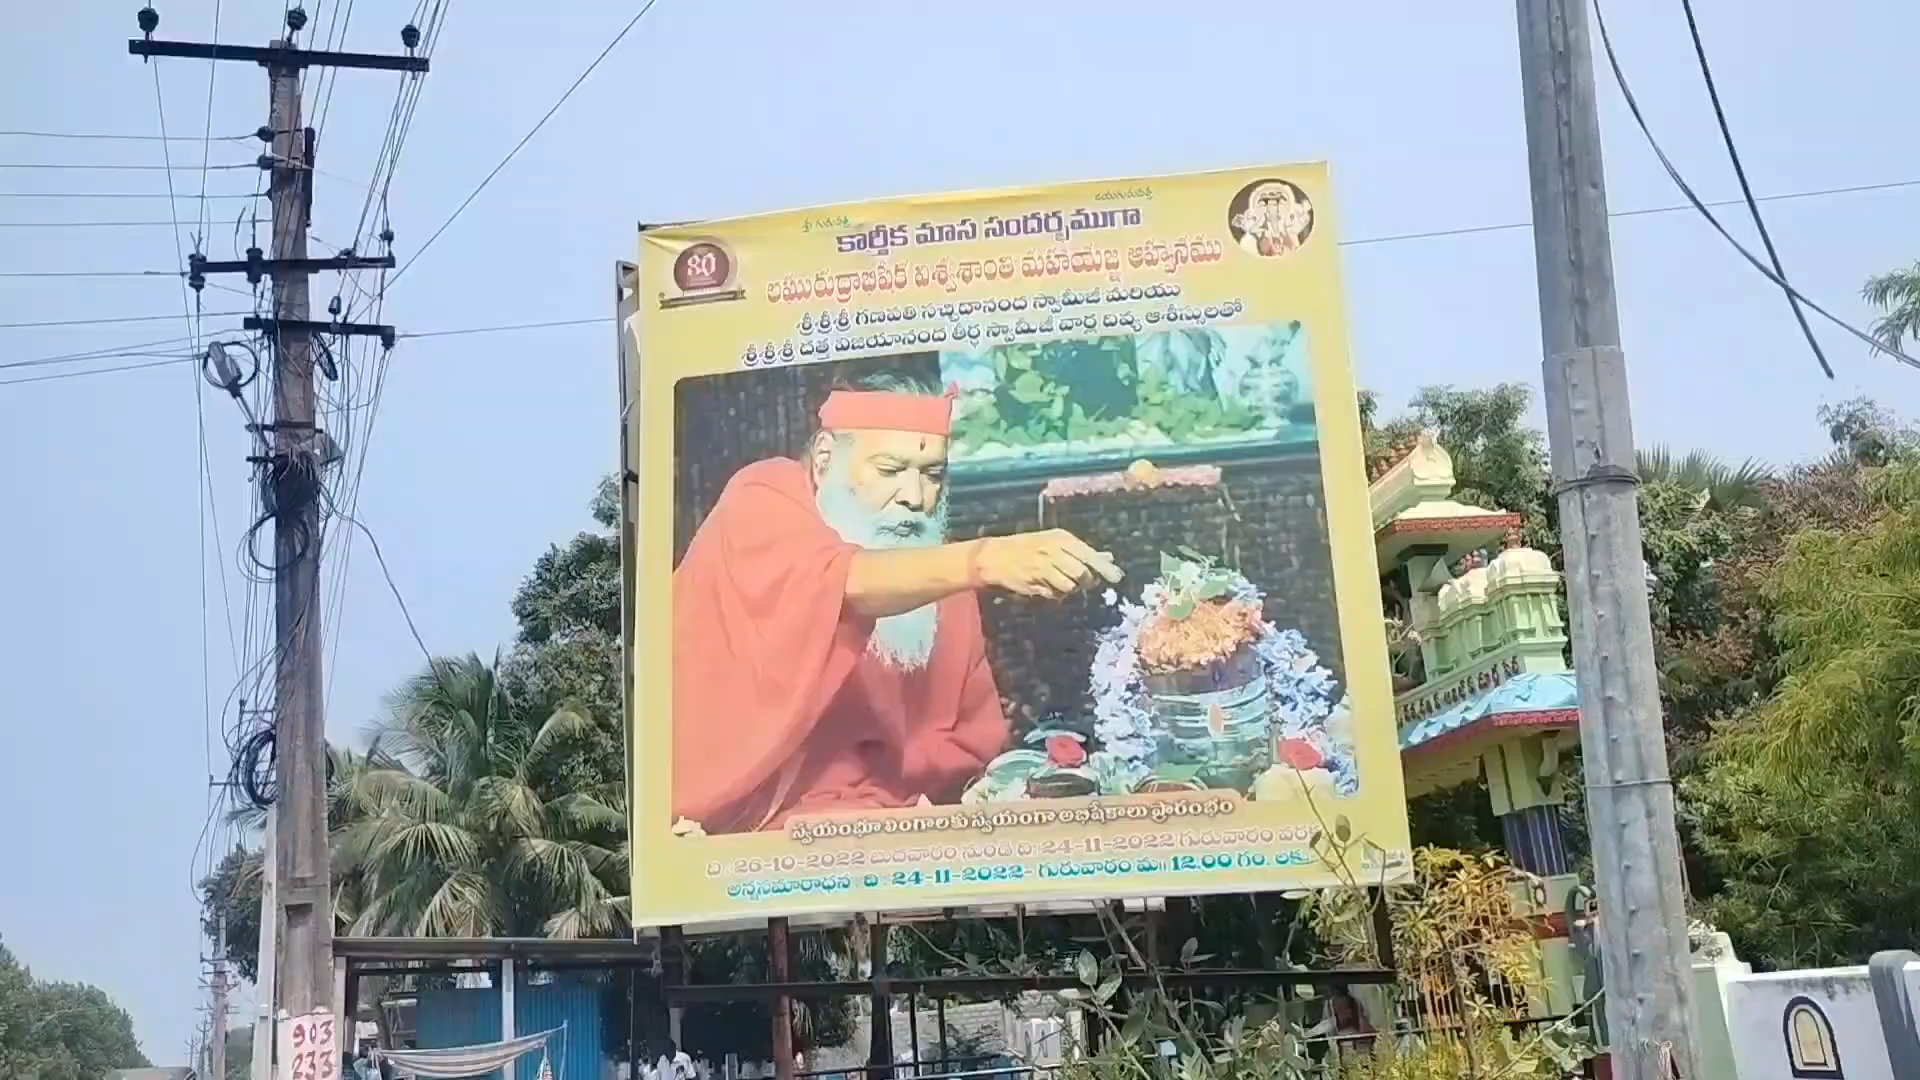 శ్రీ గురుదత్త
జయగురుదత్త
కార్తీక మాస సందర్భముగా
80
లఘురుద్రాభిషేక విశ్వశాంతి మహాయజ్ఞ ఆహ్వానము
శ్రీ శ్రీ శ్రీ గణపతి సచ్చిదానంద స్వామీజీ మరియు
శ్రీ శ్రీ శ్రీ దత్త విజయానంద తీర్థ స్వామీజీ వార్ల దివ్య ఆశీస్సులతో
స్వయంభూ లింగాలకు స్వయంగా అభిషేకాలు ప్రారంభం
ది : 26-10-2022 బుదవారం నుండి ది : 24-11-2022 గురువారం వరకు
అన్నసమారాధన : ది : 24-11-2022- గురువారం మ॥ 12.00 గం.
903
233